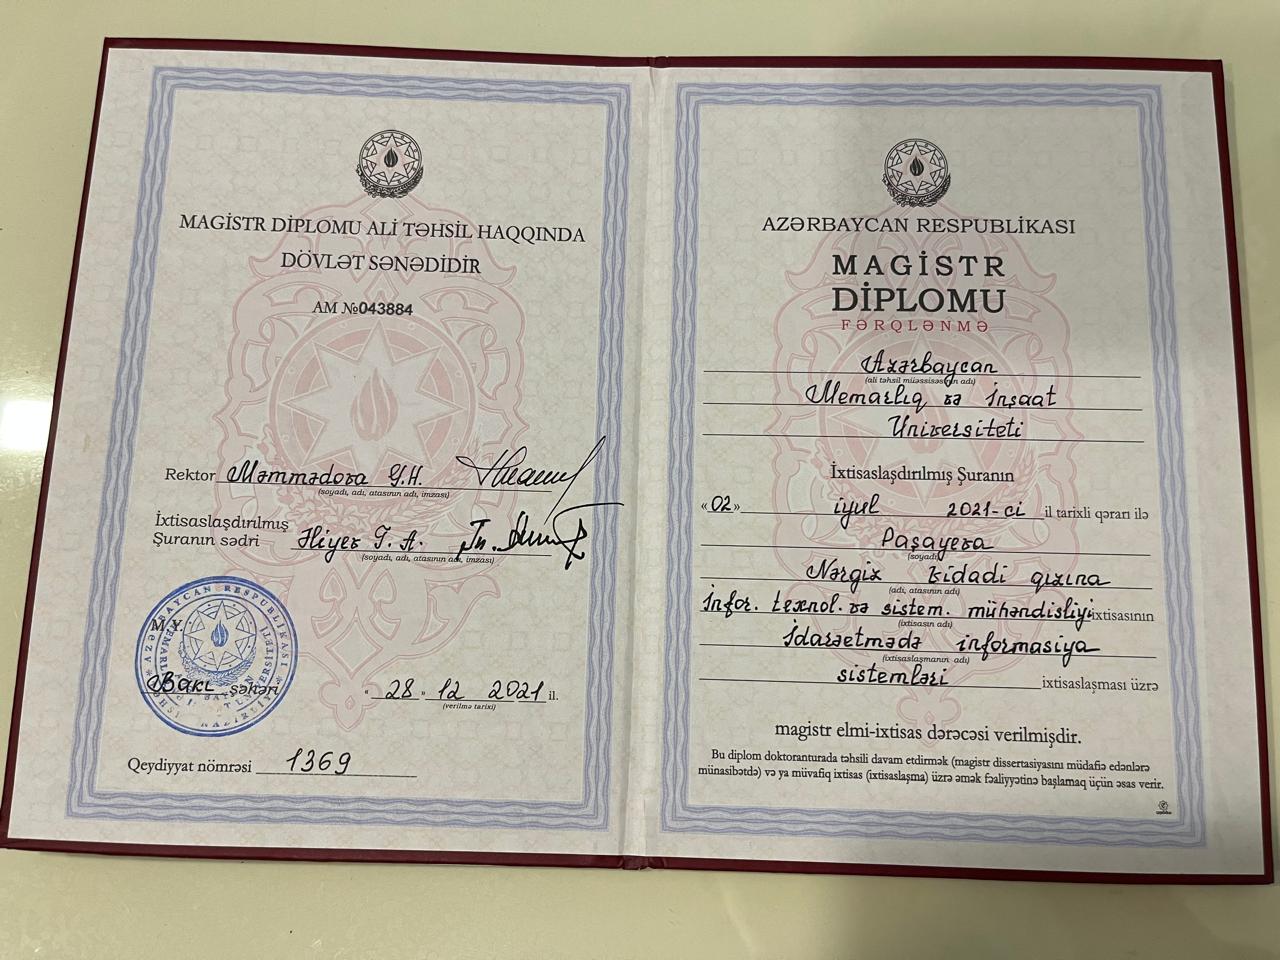 MAGİSTR DİPLOMU ALİ TƏHSİL HAQQINDA
DÖVLƏT SƏNƏDİDİR
AM №043884
Rektor Məmmədova G.H.
(soyadı, adı, atasının adı, imzası)
İxtisaslaşdırılmış
Şuranın sədri Əliyev T. A.
(soyadı, adı, atasının adı, imzası)
M.Y.
Bakı şəhəri
« 28 » 12 2021 il.
(verilmə tarixi)
Qeydiyyat nömrəsi 1369
AZƏRBAYCAN RESPUBLİKASI
MAGİSTR
DİPLOMU
FƏRQLƏNMƏ
Azərbaycan
(ali təhsil müəssisəsinin adı)
Memarlıq və İnşaat
Universiteti
İxtisaslaşdırılmış Şuranın
«02» iyul 2021-ci il tarixli qərarı ilə
Paşayeva
(soyadı)
Nərgiz Vidadi qızına
(adı, atasının adı)
İnfor. texnol. və sistem. mühəndisliyi ixtisasının
(ixtisasın adı)
İdarəetmədə informasiya
(ixtisaslaşmanın adı)
sistemləri ixtisaslaşması üzrə
magistr elmi-ixtisas dərəcəsi verilmişdir.
Bu diplom doktoranturada təhsili davam etdirmək (magistr dissertasiyasını müdafiə edənlərə
münasibətdə) və ya müvafiq ixtisas (ixtisaslaşma) üzrə əmək fəaliyyətinə başlamaq üçün əsas verir.